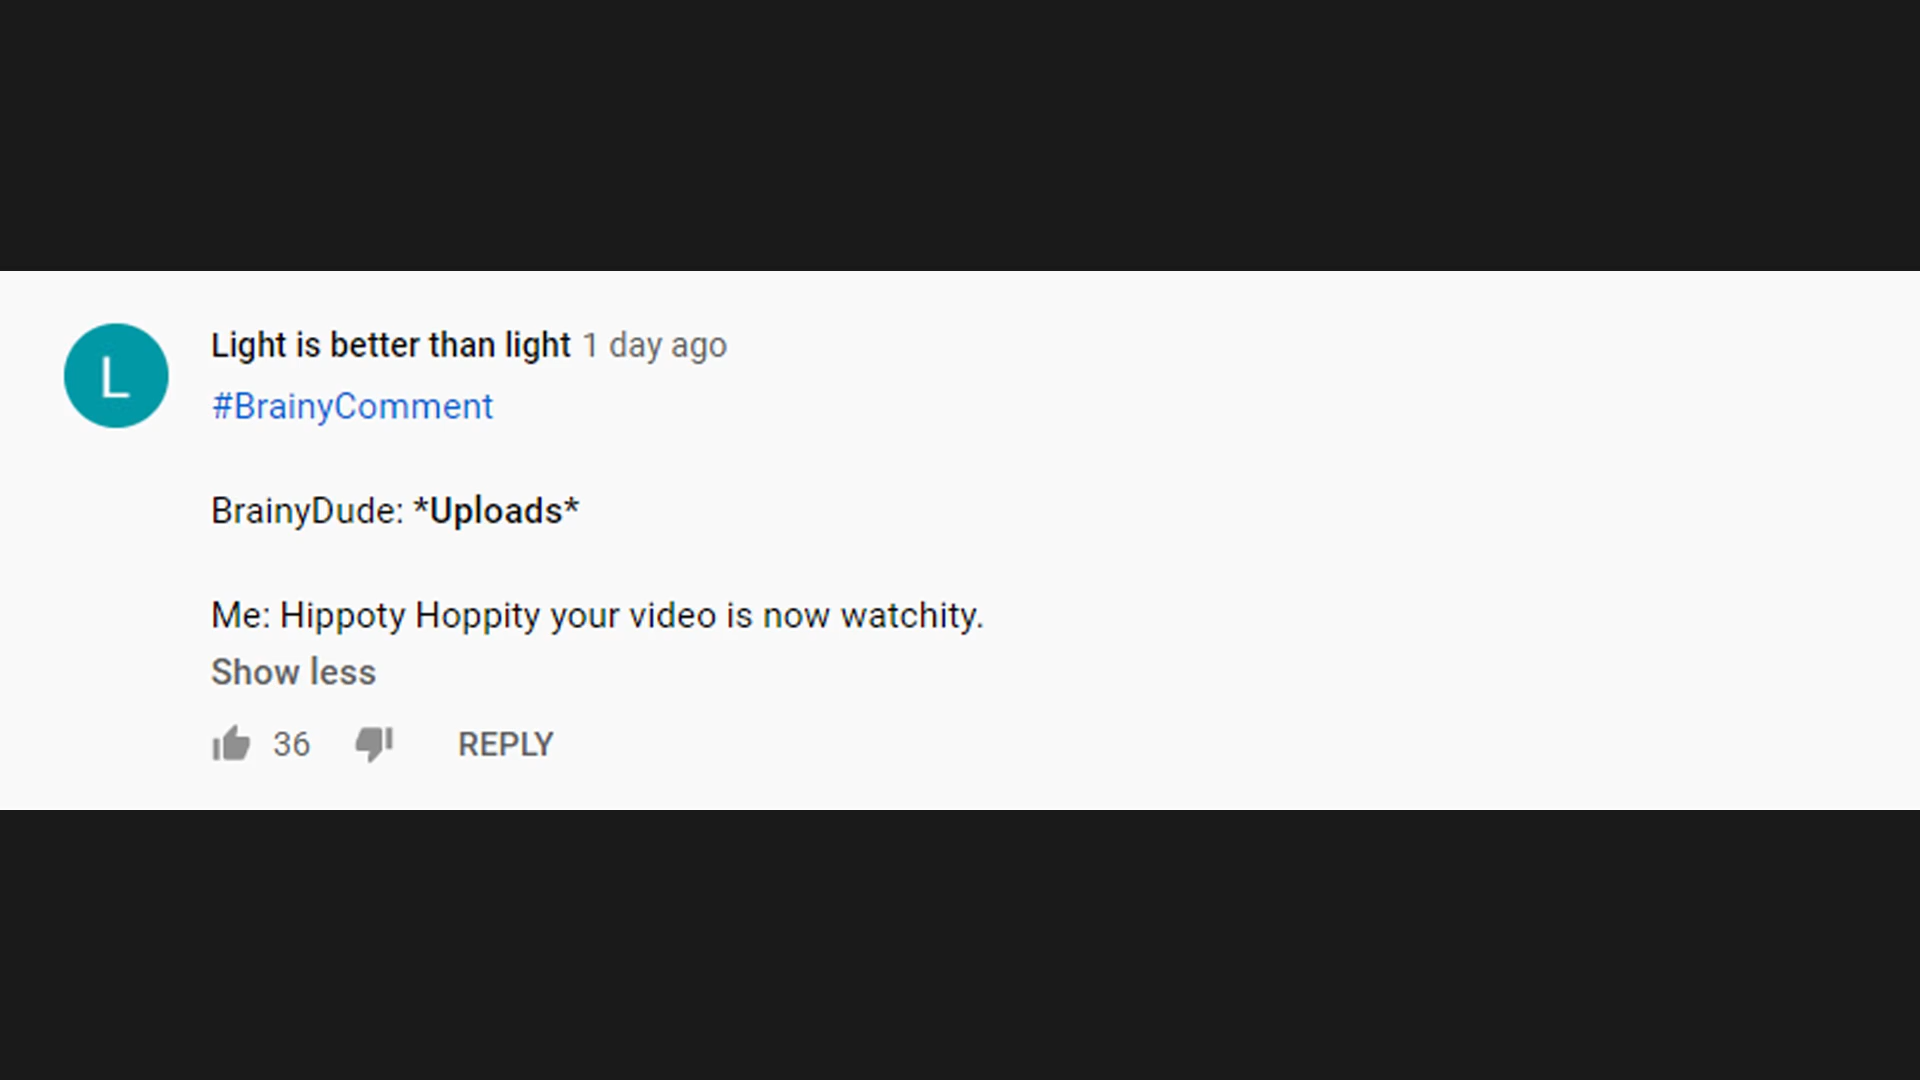 L
Light is better than light 1 day ago
#BrainyComment
BrainyDude: *Uploads*
Me: Hippoty Hoppity your video is now watchity.
Show less
36 REPLY